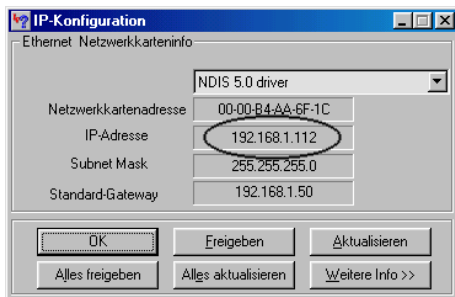 IP-Konfiguration
Ethernet Netzwerkkarteninfo
NDIS 5.0 driver
Netzwerkkartenadresse 00-00-B4-AA-6F-1C
IP-Adresse 192.168.1.112
Subnet Mask 255.255.255.0
Standard-Gateway 192.168.1.50
OK Freigeben Aktualisieren
Alles freigeben Alles aktualisieren Weitere Info >>